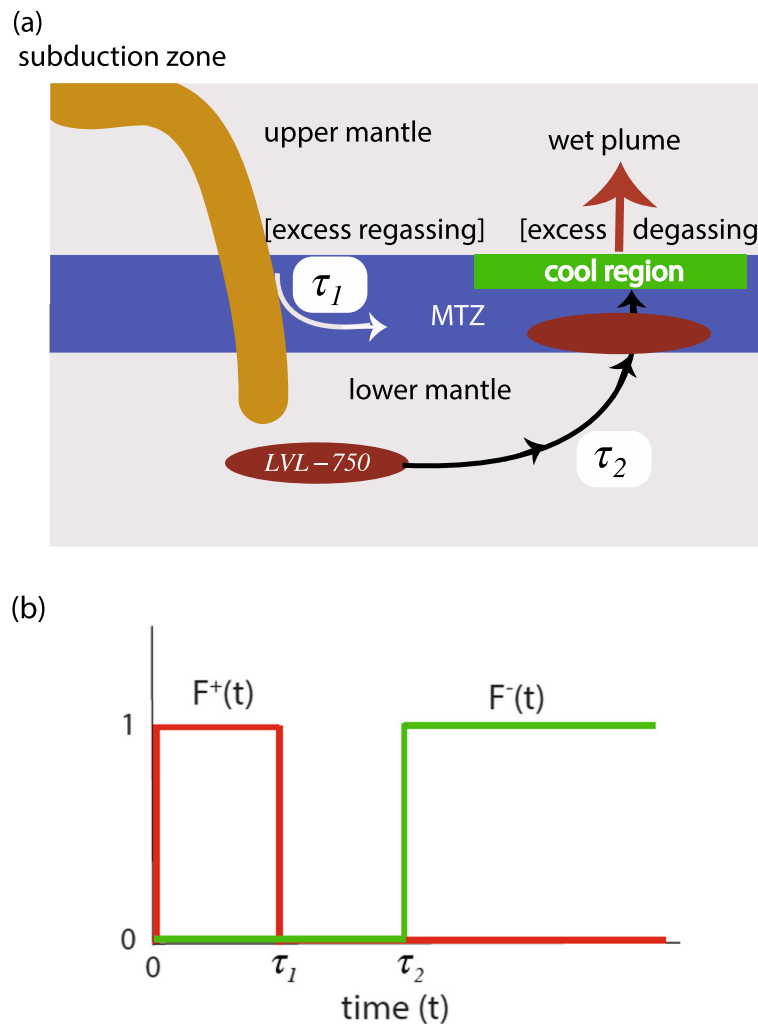 (a)
subduction zone
upper mantle
wet plume
[excess regassing]
[excess degassing]
τ1
cool region
MTZ
lower mantle
LVL−750
τ2
(b)
F+(t)
F-(t)
1
0
0
τ1
τ2
time (t)